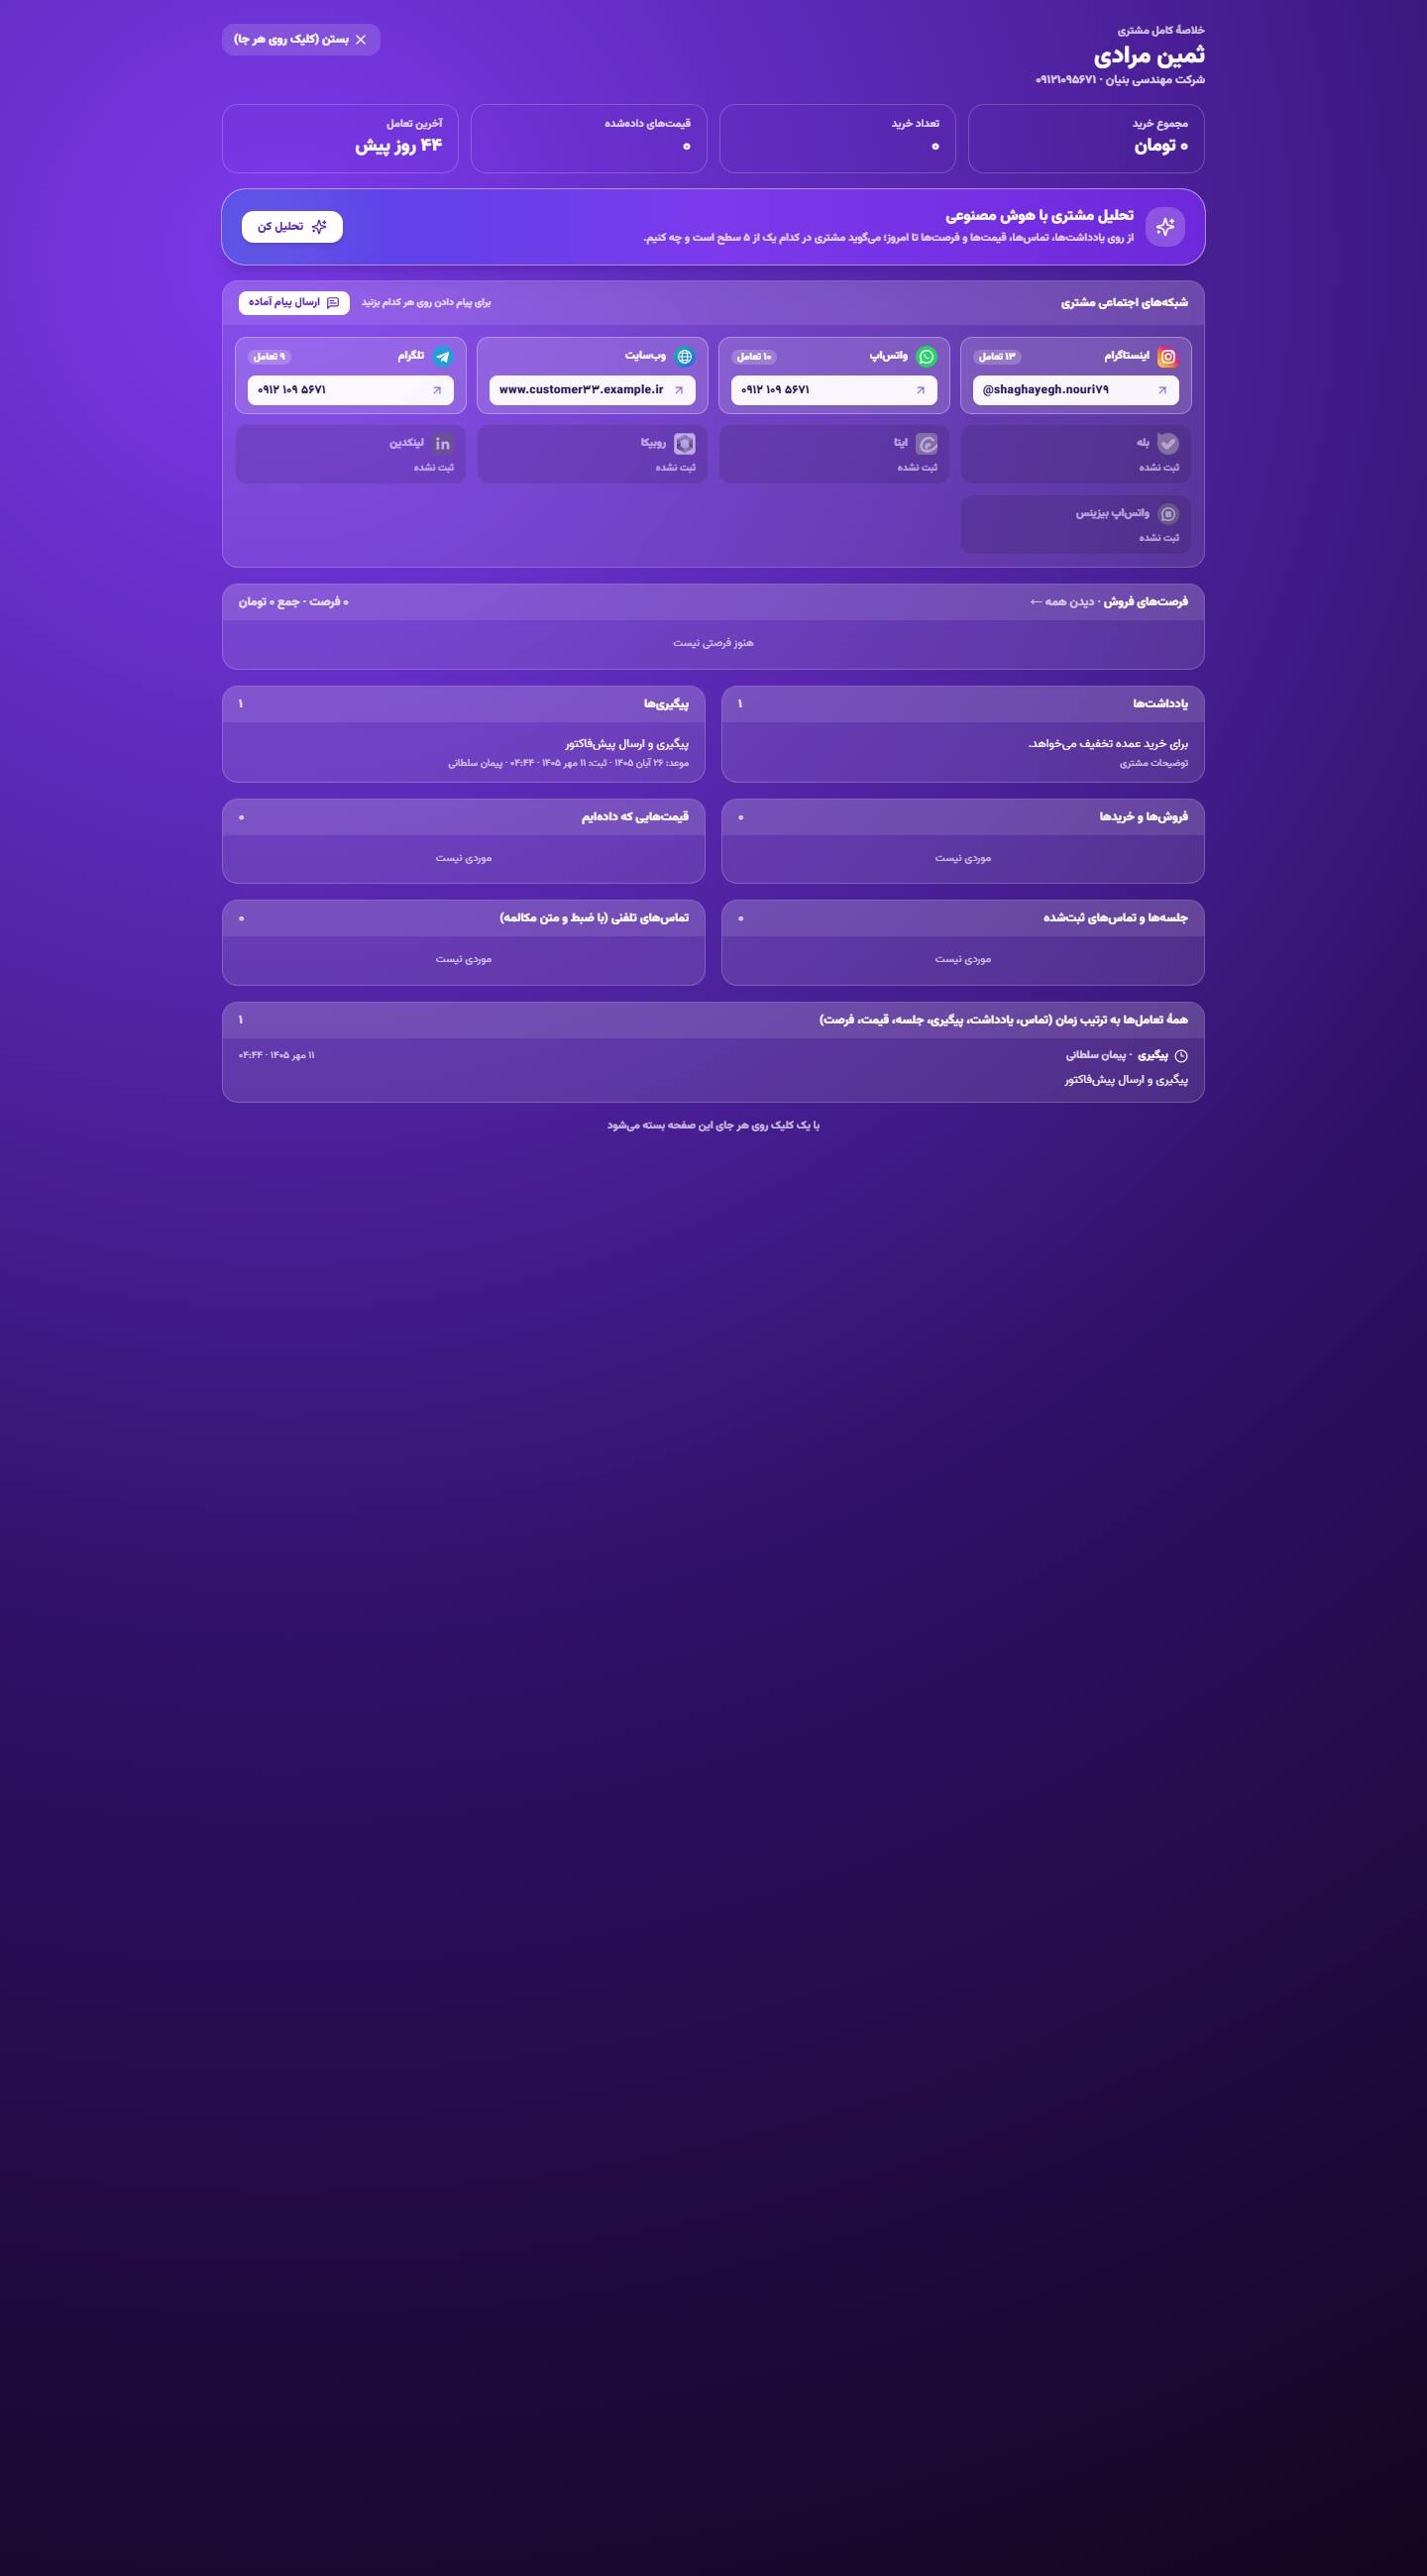 خلاصهٔ کامل مشتری
ثمین مرادی
شرکت مهندسی بنیان · ۰۹۱۲۱۰۹۵۶۷۱
بستن (کلیک روی هر جا)
مجموع خرید
۰ تومان
تعداد خرید
۰
قیمت‌های داده‌شده
۰
آخرین تعامل
۴۴ روز پیش
تحلیل مشتری با هوش مصنوعی
از روی یادداشت‌ها، تماس‌ها، قیمت‌ها و فرصت‌ها تا امروز؛ می‌گوید مشتری در کدام یک از ۵ سطح است و چه کنیم.
تحلیل کن
شبکه‌های اجتماعی مشتری
برای پیام دادن روی هر کدام بزنید
ارسال پیام آماده
اینستاگرام
۱۳ تعامل
@shaghayegh.nouri۷۹
واتس‌اپ
۱۰ تعامل
۰۹۱۲ ۱۰۹ ۵۶۷۱
وب‌سایت
www.customer۳۳.example.ir
تلگرام
۹ تعامل
۰۹۱۲ ۱۰۹ ۵۶۷۱
بله
ثبت نشده
ایتا
ثبت نشده
روبیکا
ثبت نشده
لینکدین
ثبت نشده
واتس‌اپ بیزینس
ثبت نشده
فرصت‌های فروش · دیدن همه ←
۰ فرصت · جمع ۰ تومان
هنوز فرصتی نیست
یادداشت‌ها
۱
برای خرید عمده تخفیف می‌خواهد.
توضیحات مشتری
پیگیری‌ها
۱
پیگیری و ارسال پیش‌فاکتور
موعد: ۲۶ آبان ۱۴۰۵ · ثبت: ۱۱ مهر ۱۴۰۵ · ۰۴:۴۴ · پیمان سلطانی
فروش‌ها و خریدها
۰
موردی نیست
قیمت‌هایی که داده‌ایم
۰
موردی نیست
جلسه‌ها و تماس‌های ثبت‌شده
۰
موردی نیست
تماس‌های تلفنی (با ضبط و متن مکالمه)
۰
موردی نیست
همهٔ تعامل‌ها به ترتیب زمان (تماس، یادداشت، پیگیری، جلسه، قیمت، فرصت)
۱
پیگیری · پیمان سلطانی
۱۱ مهر ۱۴۰۵ · ۰۴:۴۴
پیگیری و ارسال پیش‌فاکتور
با یک کلیک روی هر جای این صفحه بسته می‌شود